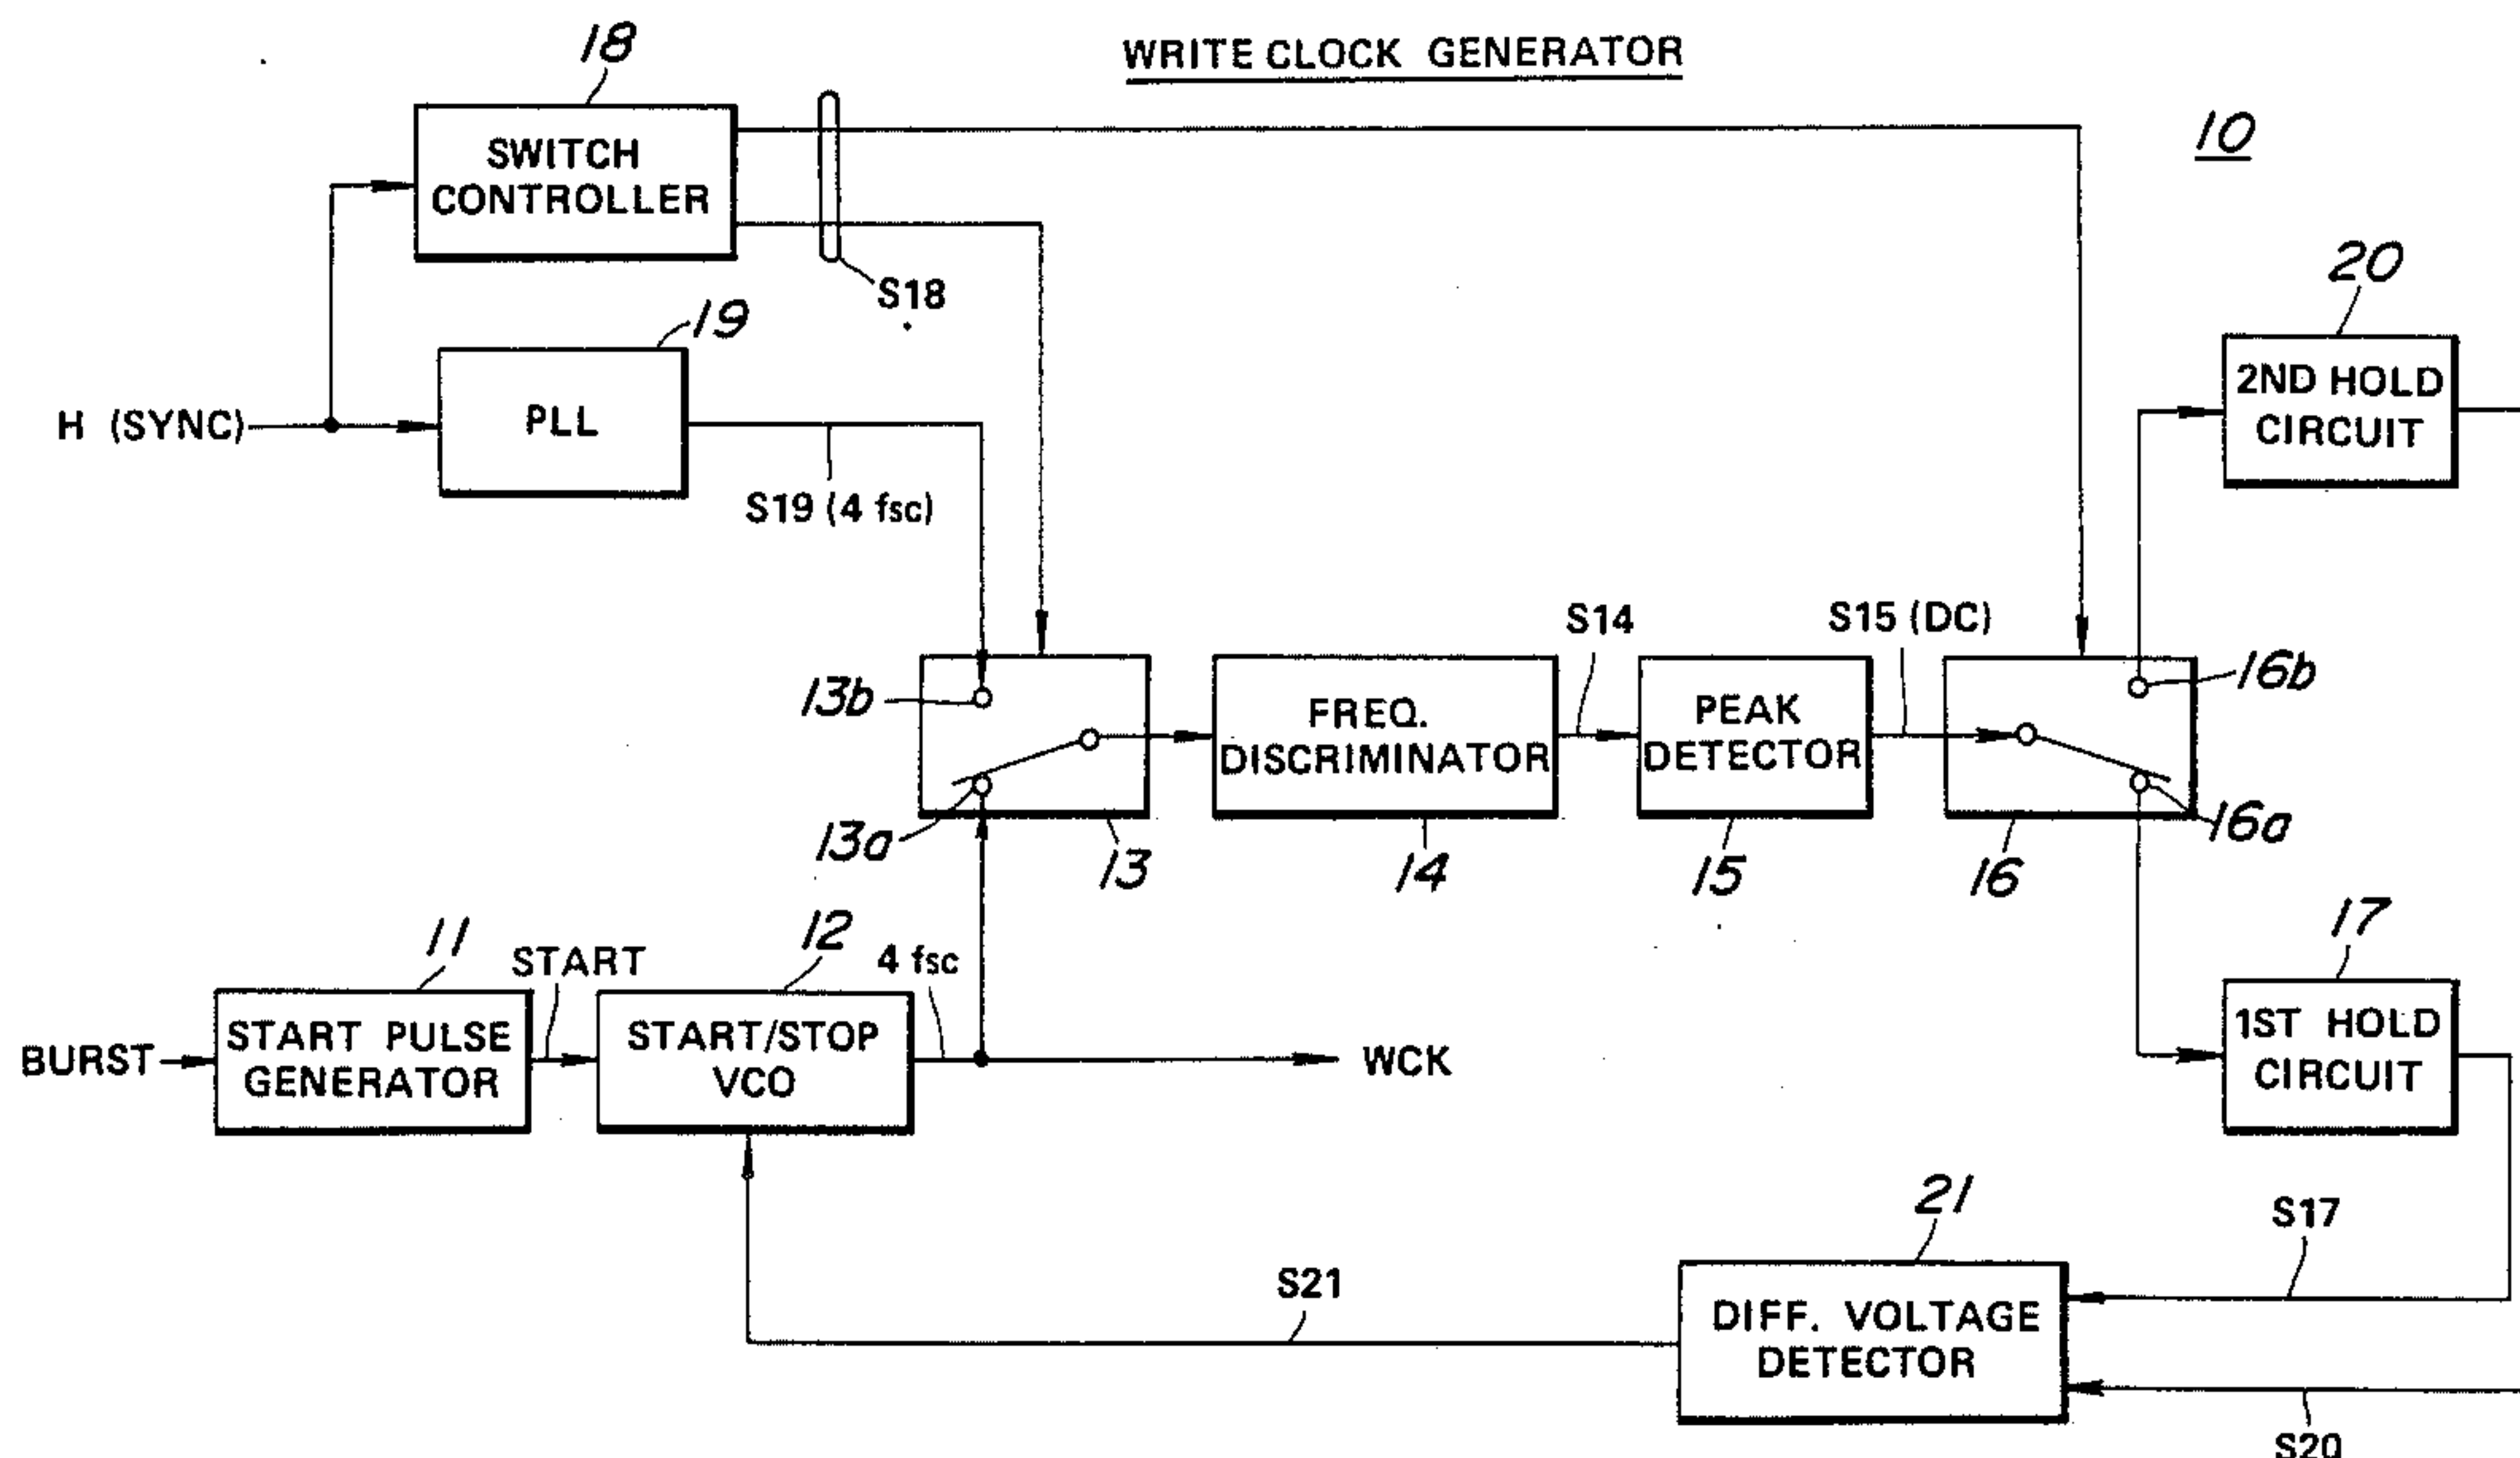 WRITE CLOCK GENERATOR
10
18
SWITCH
CONTROLLER
S18
19
PLL
H (SYNC)
S19 (4 fsc)
20
2ND HOLD
CIRCUIT
13b
13a
13
FREQ.
DISCRIMINATOR
14
S14
PEAK
DETECTOR
15
S15 (DC)
16b
16a
16
11
START PULSE
GENERATOR
BURST
START
12
START/STOP
VCO
4 fsc
WCK
17
1ST HOLD
CIRCUIT
S17
21
DIFF. VOLTAGE
DETECTOR
S21
S20